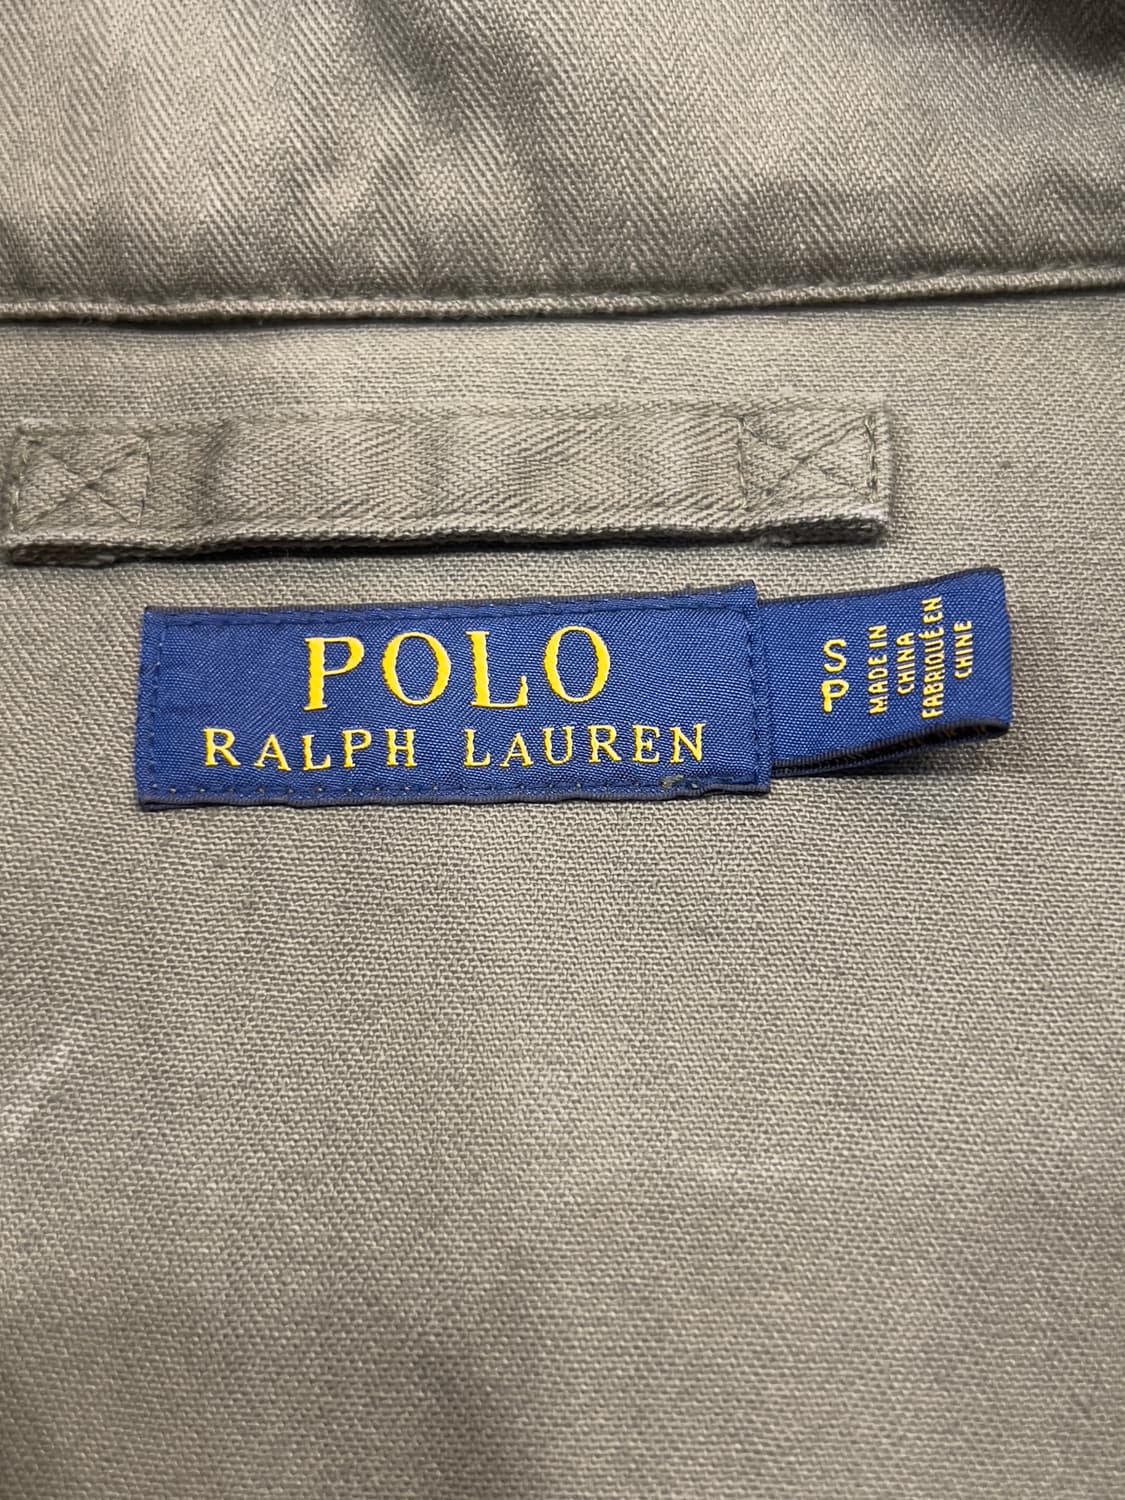 POLO
RALPH LAUREN
S
P
MADE IN
CHINA
FABRIQUÉ EN
CHINE